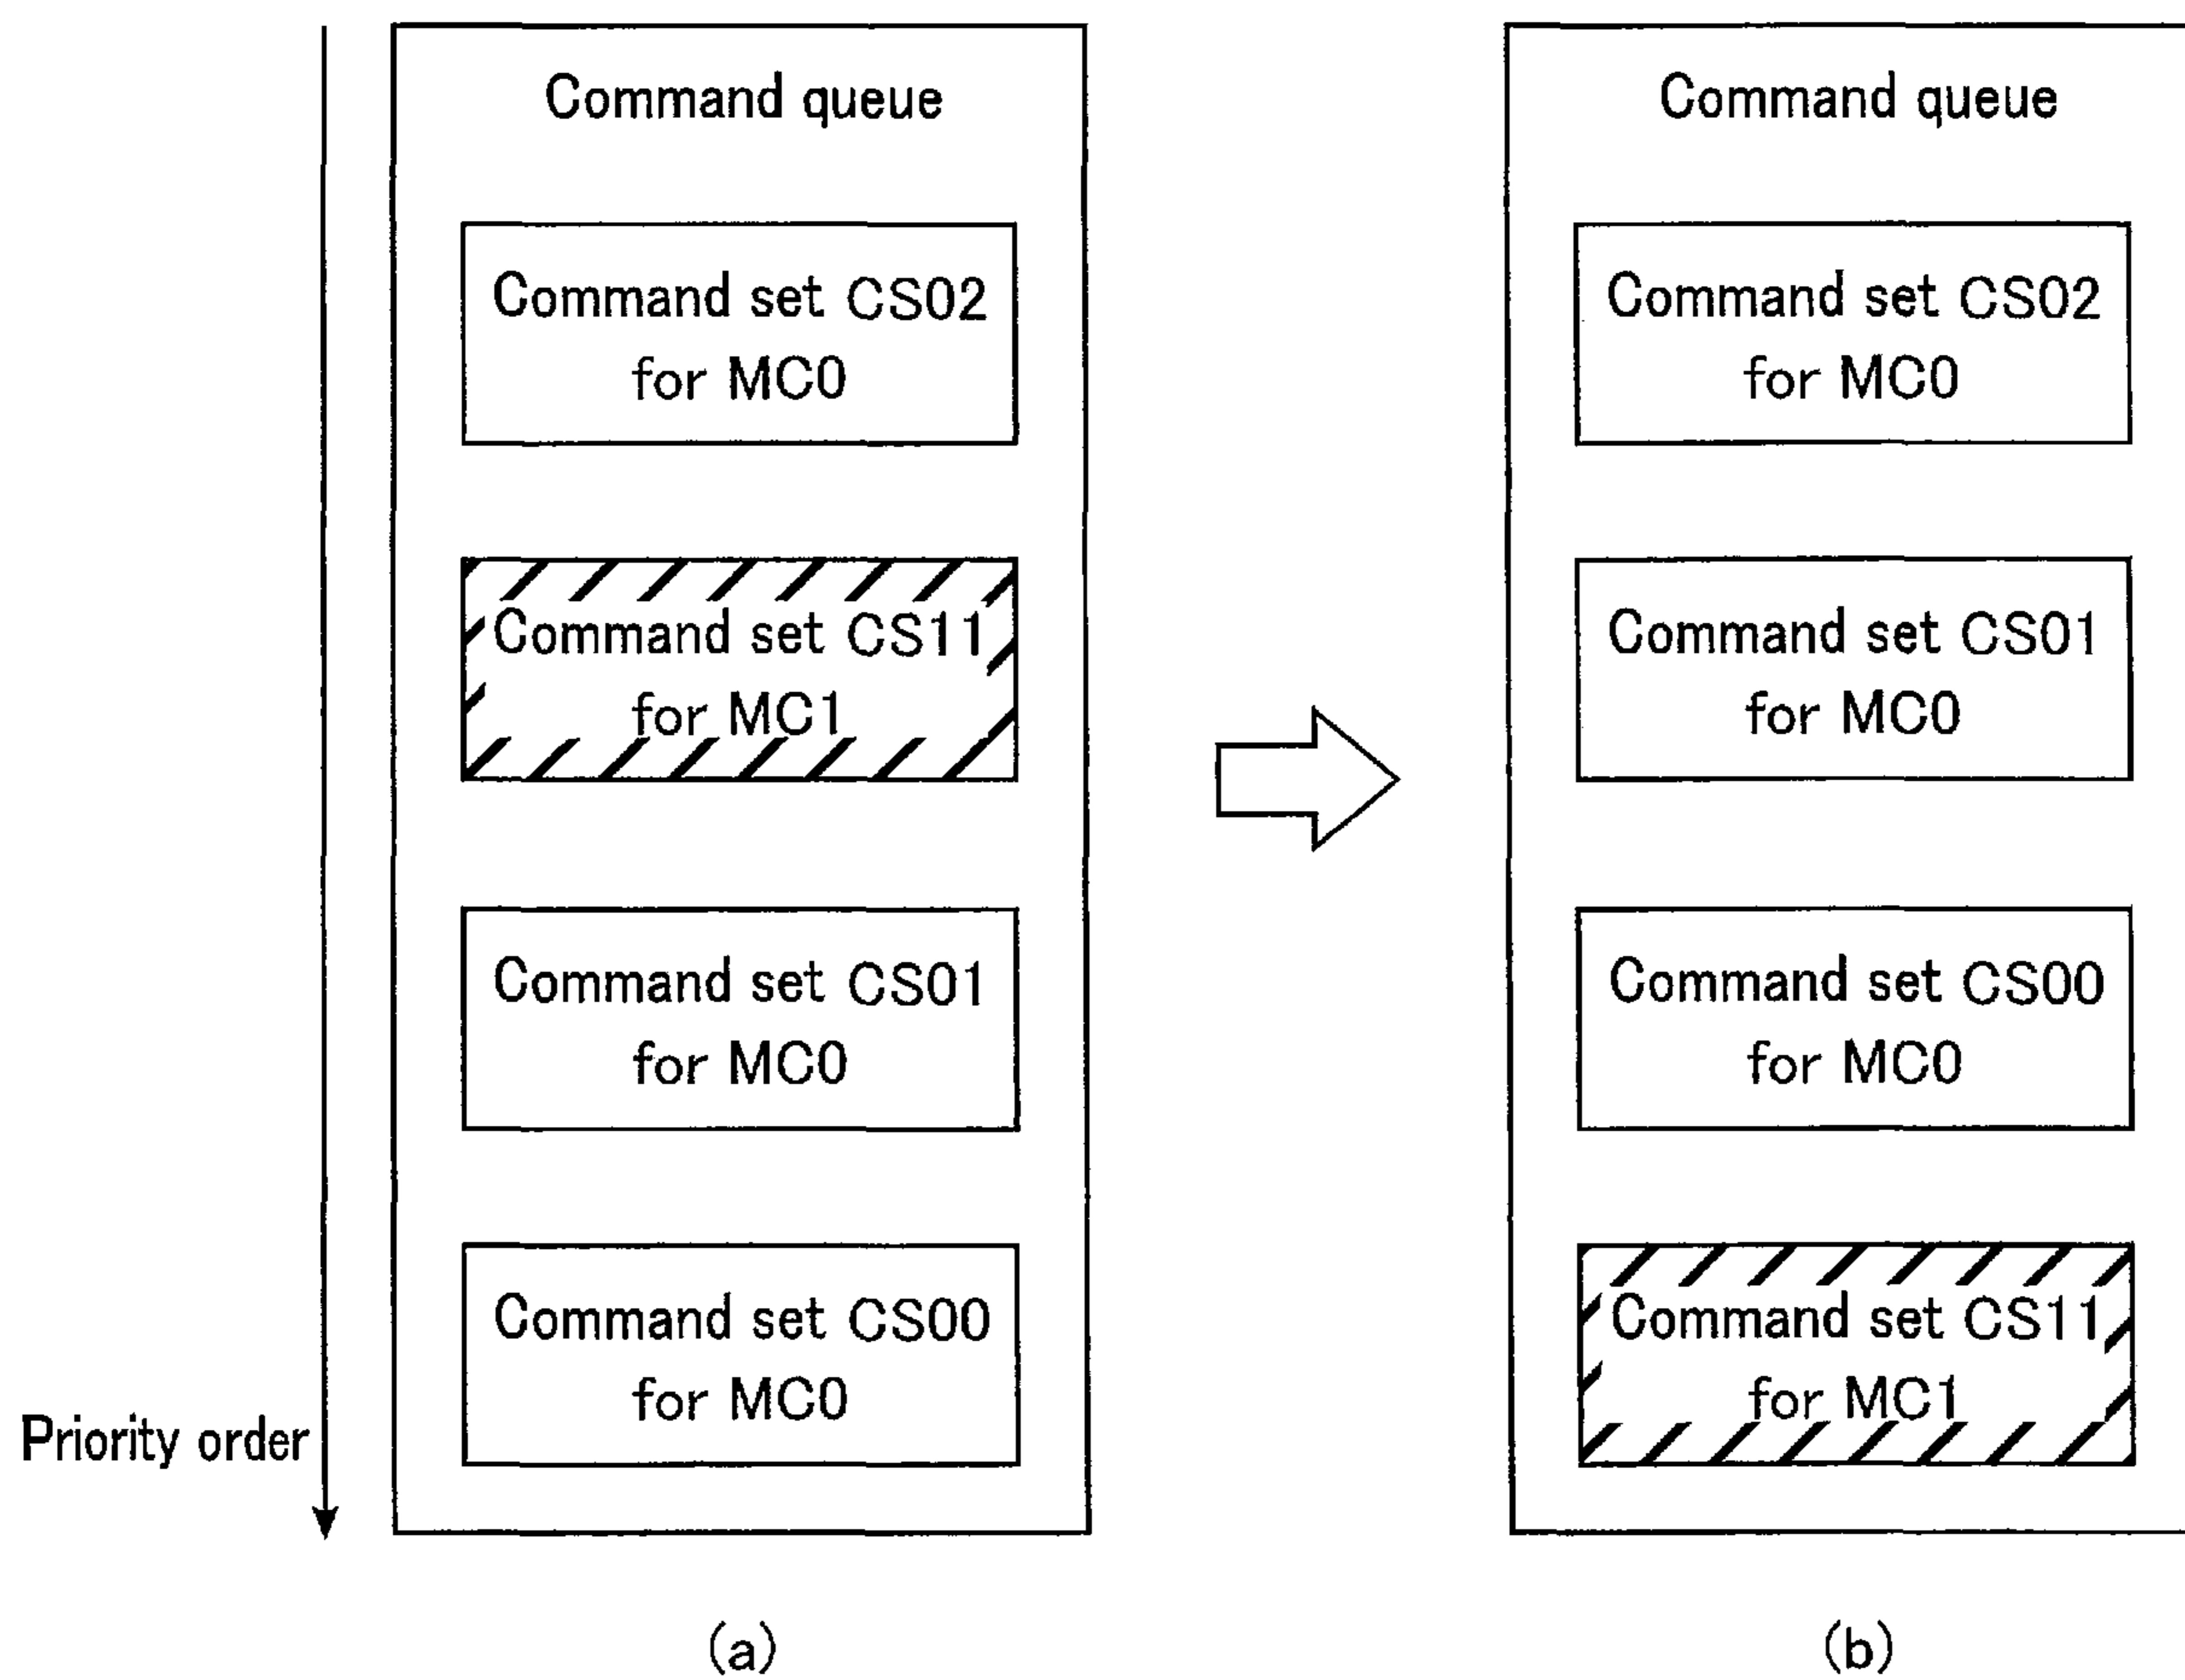 Command queue
Command set CS02
for MC0
Command set CS11
for MC1
Command set CS01
for MC0
Command set CS00
for MC0
Priority order
(a)
Command queue
Command set CS02
for MC0
Command set CS01
for MC0
Command set CS00
for MC0
Command set CS11
for MC1
(b)